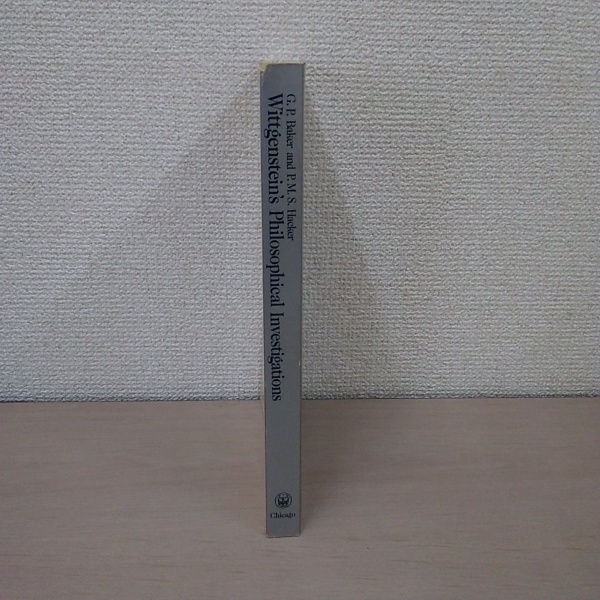 G. P. Baker and P. M. S. Hacker
Wittgenstein's Philosophical Investigations
Chicago